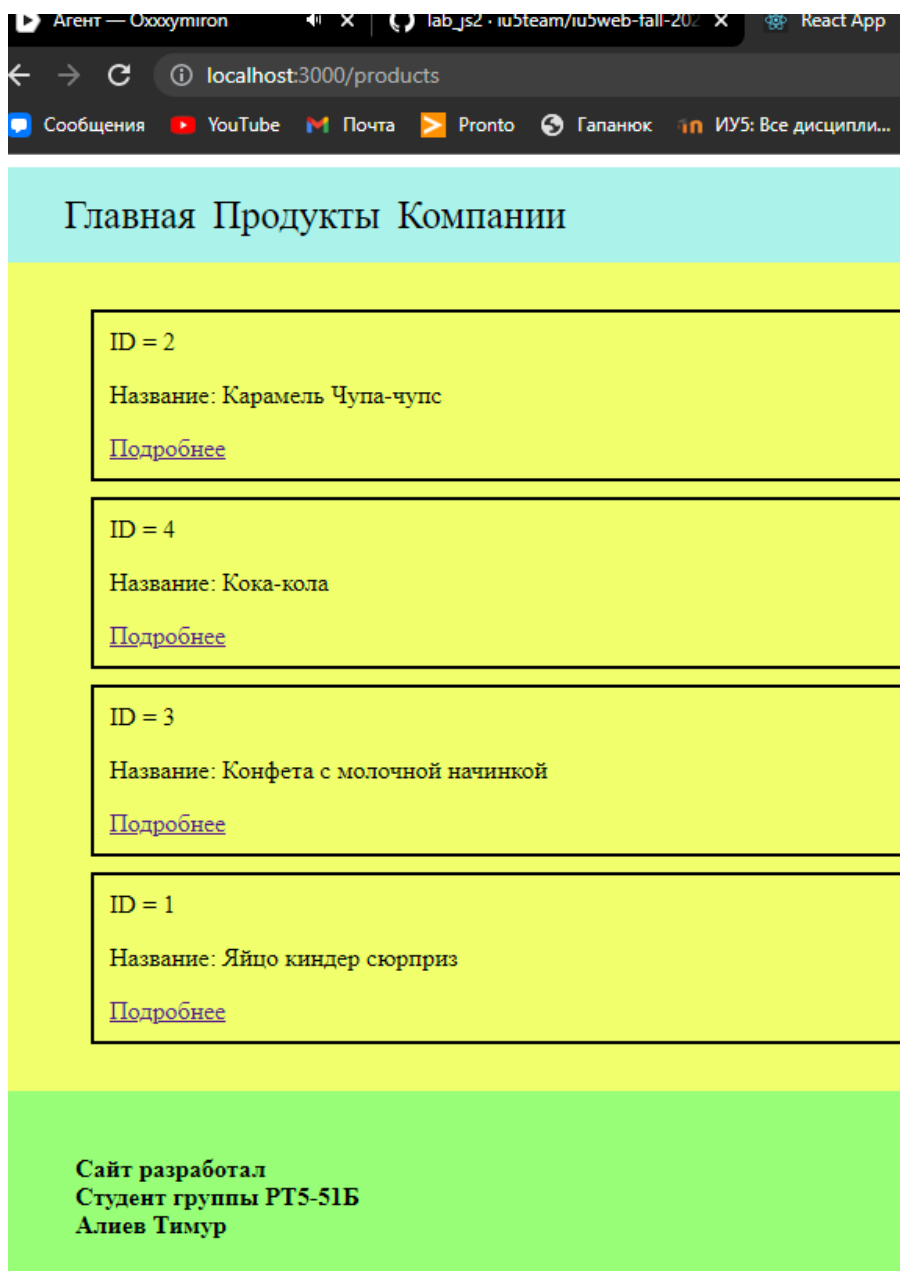 Агент — Oxxxymiron lab_js2 · iu5team/iu5web-fall-202 React App
localhost:3000/products
Сообщения YouTube Почта Pronto Гапанюк ИУ5: Все дисципли...
Главная Продукты Компании
ID = 2
Название: Карамель Чупа-чупс
Подробнее
ID = 4
Название: Кока-кола
Подробнее
ID = 3
Название: Конфета с молочной начинкой
Подробнее
ID = 1
Название: Яйцо киндер сюрприз
Подробнее
Сайт разработал
Студент группы РТ5-51Б
Алиев Тимур